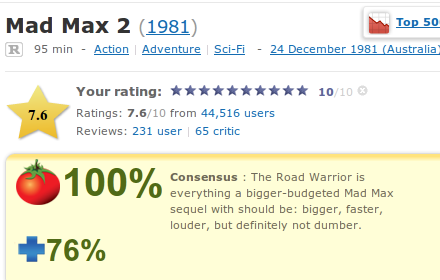 Mad Max 2 (1981)
Top 50
R 95 min - Action | Adventure | Sci-Fi - 24 December 1981 (Australia)
Your rating: 10/10
7.6
Ratings: 7.6/10 from 44,516 users
Reviews: 231 user | 65 critic
100%
Consensus : The Road Warrior is
everything a bigger-budgeted Mad Max
sequel with should be: bigger, faster,
louder, but definitely not dumber.
76%